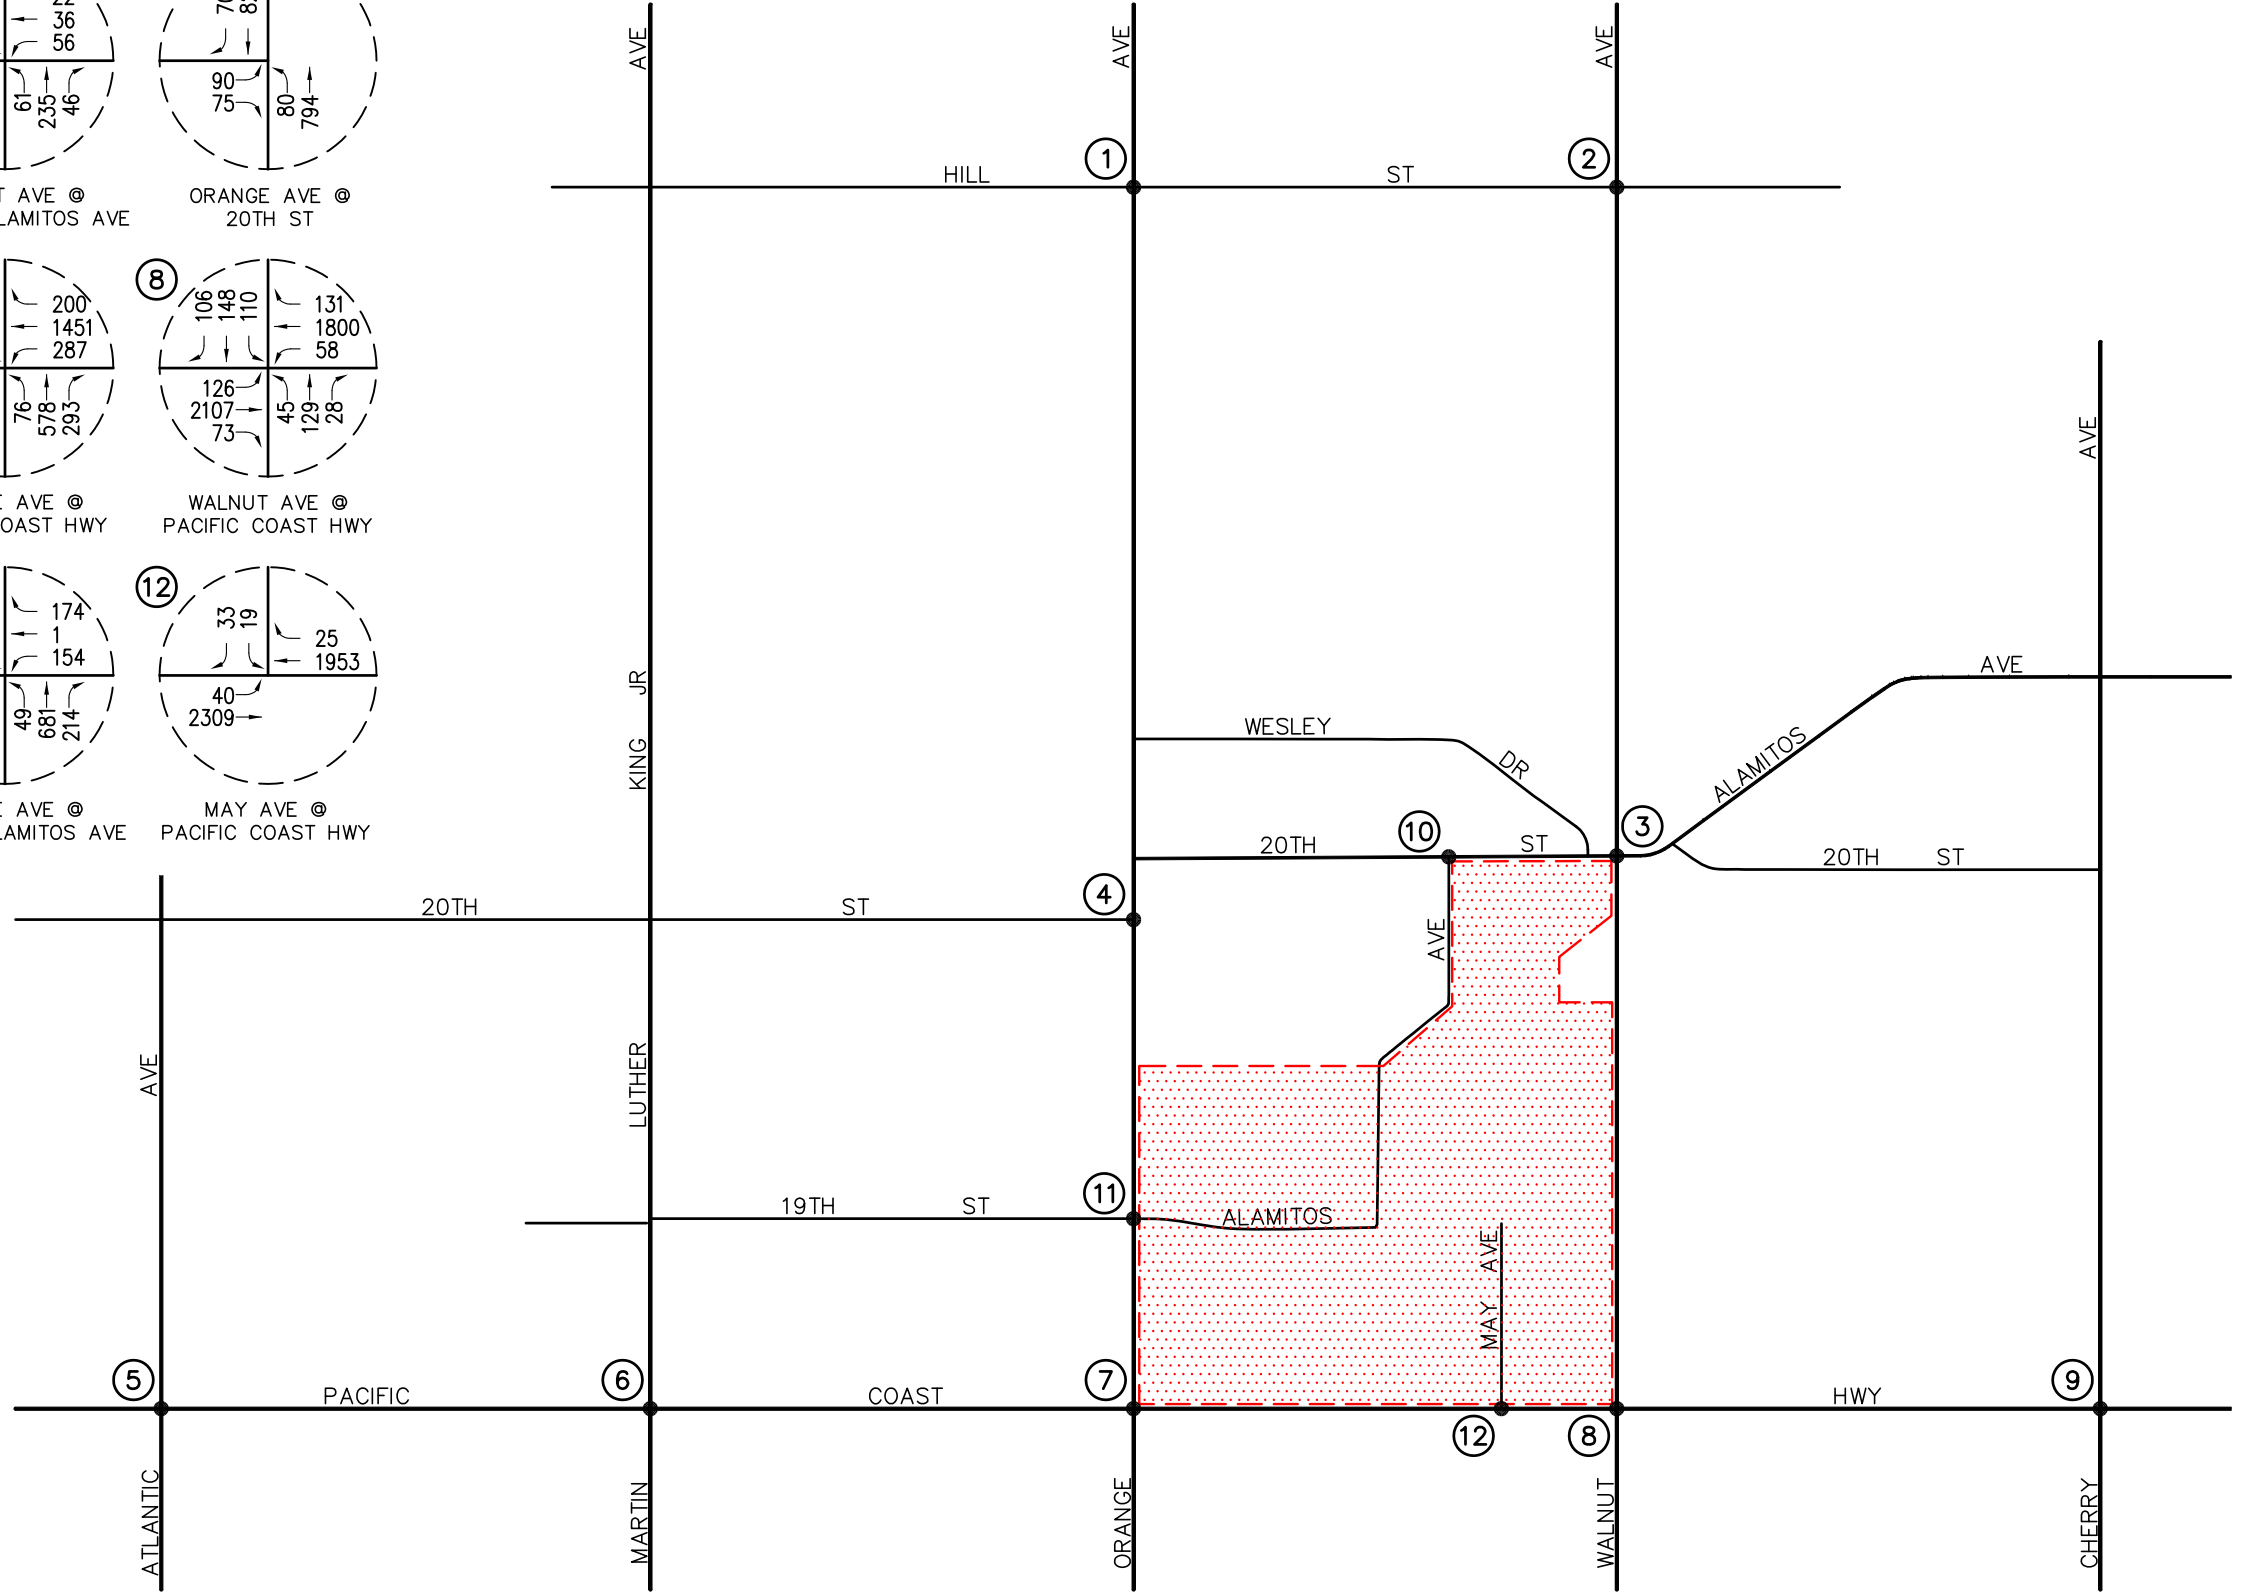 36
56
61
235
46
90
75
80
794
T AVE @
LAMITOS AVE
ORANGE AVE @
20TH ST
200
1451
287
76
578
293
8
106
148
110
131
1800
58
126
2107
73
45
129
28
AVE @
OAST HWY
WALNUT AVE @
PACIFIC COAST HWY
174
1
154
49
681
214
12
33
19
25
1953
40
2309
AVE @
LAMITOS AVE
MAY AVE @
PACIFIC COAST HWY
AVE
AVE
AVE
1
2
HILL ST
AVE
AVE
JR
KING
WESLEY DR
ALAMITOS
3
10
20TH ST
20TH ST
4
20TH ST
AVE
AVE
LUTHER
11
19TH ST
ALAMITOS
MAY AVE
5
6
7
9
PACIFIC COAST HWY
12
8
ATLANTIC
MARTIN
ORANGE
WALNUT
CHERRY